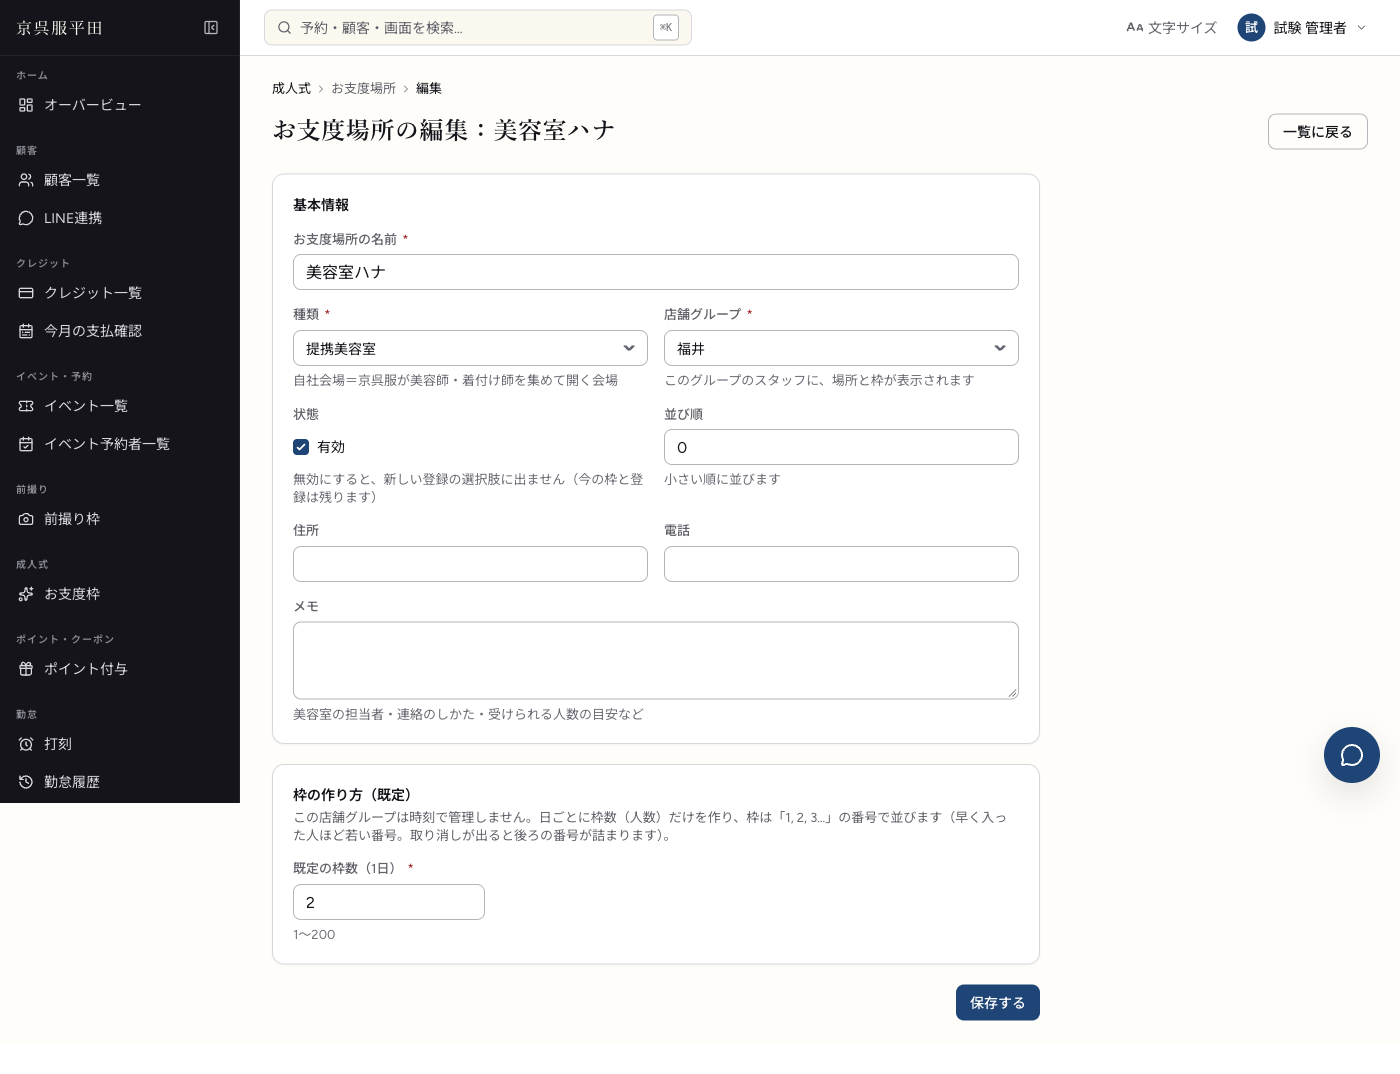 京呉服平田
予約・顧客・画面を検索...
⌘K
AA 文字サイズ
試
試験 管理者
ホーム
オーバービュー
顧客
顧客一覧
LINE連携
クレジット
クレジット一覧
今月の支払確認
イベント・予約
イベント一覧
イベント予約者一覧
前撮り
前撮り枠
成人式
お支度枠
ポイント・クーポン
ポイント付与
勤怠
打刻
勤怠履歴
成人式 > お支度場所 > 編集
お支度場所の編集：美容室ハナ
一覧に戻る
基本情報
お支度場所の名前 *
美容室ハナ
種類 *
提携美容室
自社会場＝京呉服が美容師・着付け師を集めて開く会場
店舗グループ *
福井
このグループのスタッフに、場所と枠が表示されます
状態
有効
無効にすると、新しい登録の選択肢に出ません（今の枠と登
録は残ります）
並び順
0
小さい順に並びます
住所
電話
メモ
美容室の担当者・連絡のしかた・受けられる人数の目安など
枠の作り方（既定）
この店舗グループは時刻で管理しません。日ごとに枠数（人数）だけを作り、枠は「1, 2, 3…」の番号で並びます（早く入っ
た人ほど若い番号。取り消しが出ると後ろの番号が詰まります）。
既定の枠数（1日） *
2
1〜200
保存する